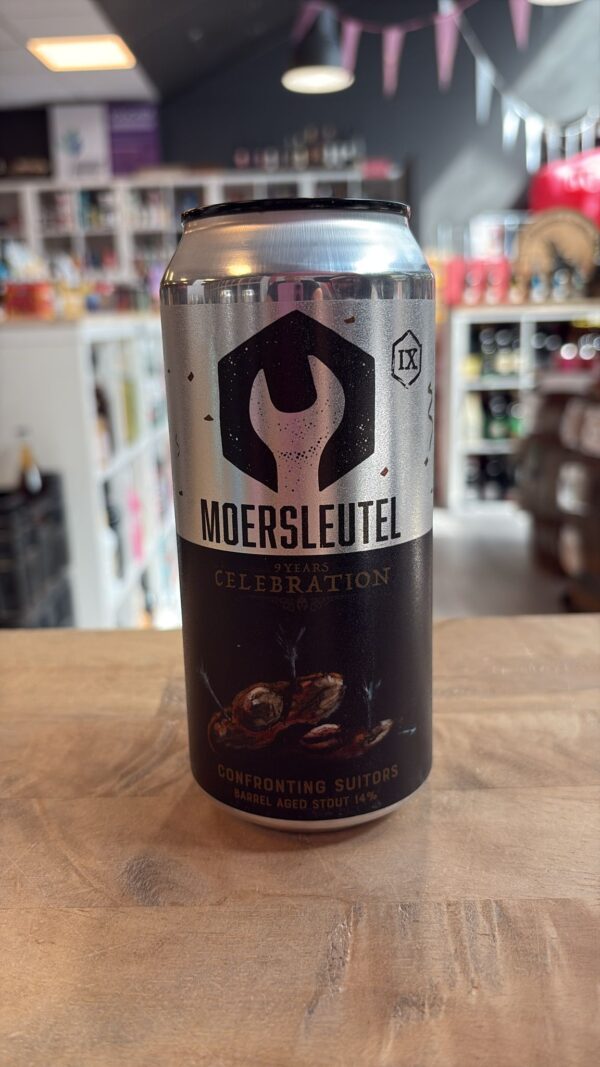 IX
MOERSLEUTEL
9 YEARS
CELEBRATION
CONFRONTING SUITORS
BARREL AGED STOUT 14%